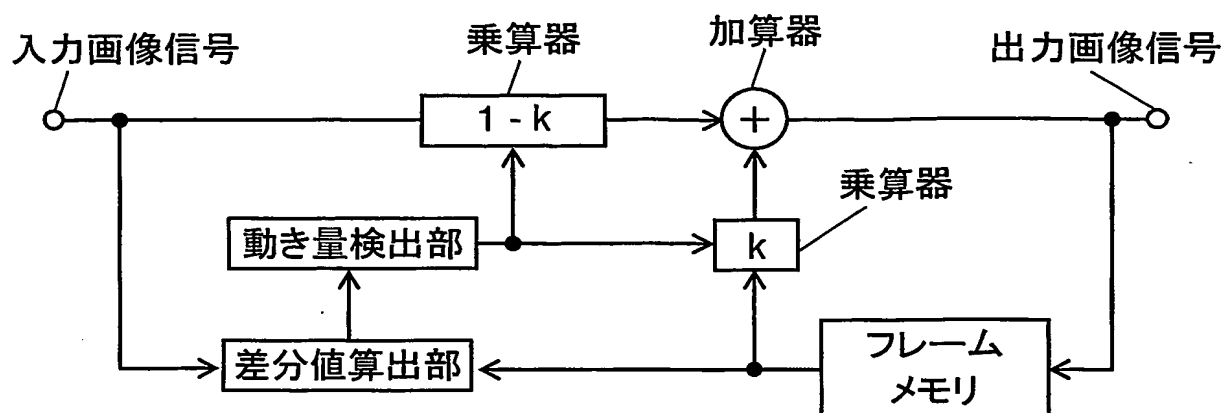 入力画像信号
乗算器
加算器
出力画像信号
1 - k
+
乗算器
動き量検出部
k
差分値算出部
フレーム
メモリ